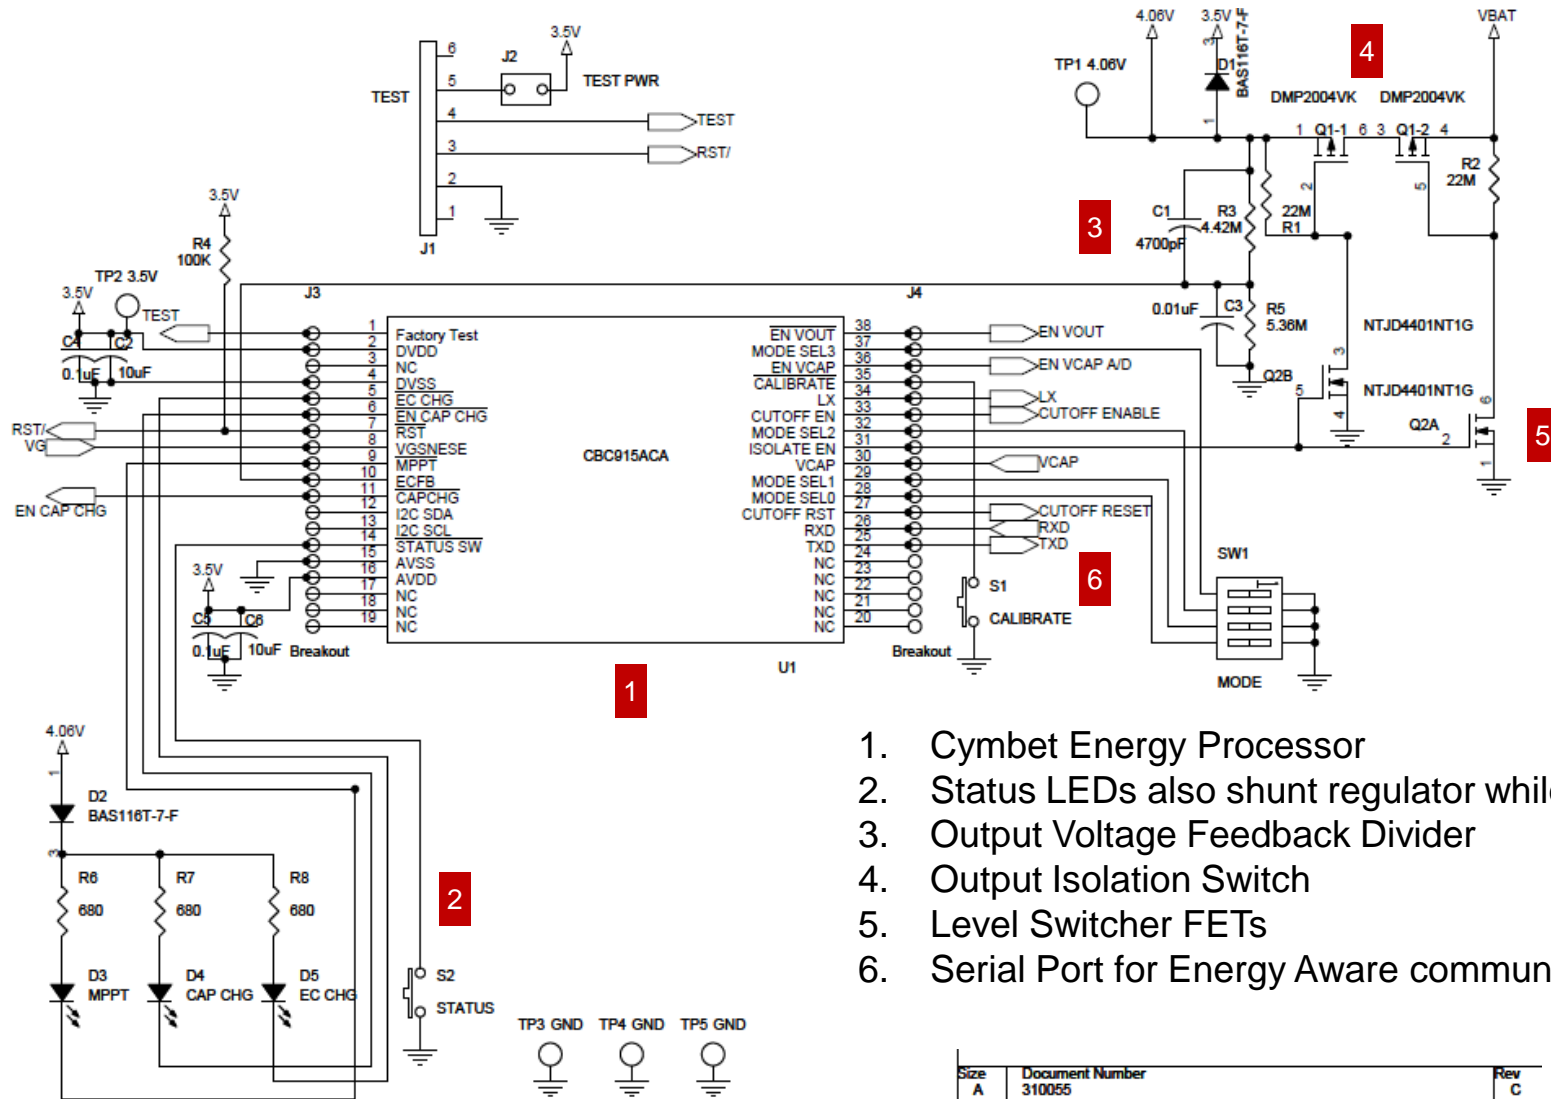 4.06V 3.5V VBAT
3.5V
4
6
J2
TP1 4.06V
D1
BAS116T-7-F
3
1
TEST
5
TEST PWR
DMP2004VK DMP2004VK
4
TEST
1 Q1-1 6 3 Q1-2 4
3
RST/
R2
22M
2
2
5
1
J1
3
C1
4700pF
R3
4.42M
22M
R1
3.5V
R4
100K
TP2 3.5V
3.5V
TEST
J3
J4
0.01uF C3
R5
5.36M
NTJD4401NT1G
C4 C2
0.1uF 10uF
1 Factory Test
2 DVDD
3 NC
4 DVSS
5 EC CHG
6 EN CAP CHG
7 RST
8 VGSNESE
9 MPPT
10 ECFB
11 CAPCHG
12 I2C SDA
13 I2C SCL
14 STATUS SW
15 AVSS
16 AVDD
17 NC
18 NC
19 NC
CBC915ACA
EN VOUT 38
MODE SEL3 37
EN VCAP 36
CALIBRATE 35
LX 34
CUTOFF EN 33
MODE SEL2 32
ISOLATE EN 31
VCAP 30
MODE SEL1 29
MODE SEL0 28
CUTOFF RST 27
RXD 26
TXD 25
NC 24
NC 23
NC 22
NC 21
NC 20
EN VOUT
EN VCAP A/D
LX
CUTOFF ENABLE
VCAP
CUTOFF RESET
RXD
TXD
3
Q2B
5
4
NTJD4401NT1G
6
Q2A
2
1
5
RST/
VG
EN CAP CHG
3.5V
C5 C6
0.1uF 10uF
Breakout
Breakout
U1
1
S1
CALIBRATE
6
SW1
MODE
4.06V
1
D2
BAS116T-7-F
3
R6
680
R7
680
R8
680
2
D3
MPPT
D4
CAP CHG
D5
EC CHG
S2
STATUS
TP3 GND TP4 GND TP5 GND
1. Cymbet Energy Processor
2. Status LEDs also shunt regulator
3. Output Voltage Feedback Divider
4. Output Isolation Switch
5. Level Switcher FETs
6. Serial Port for Energy Aware
Size Document Number Rev
A 310055 C